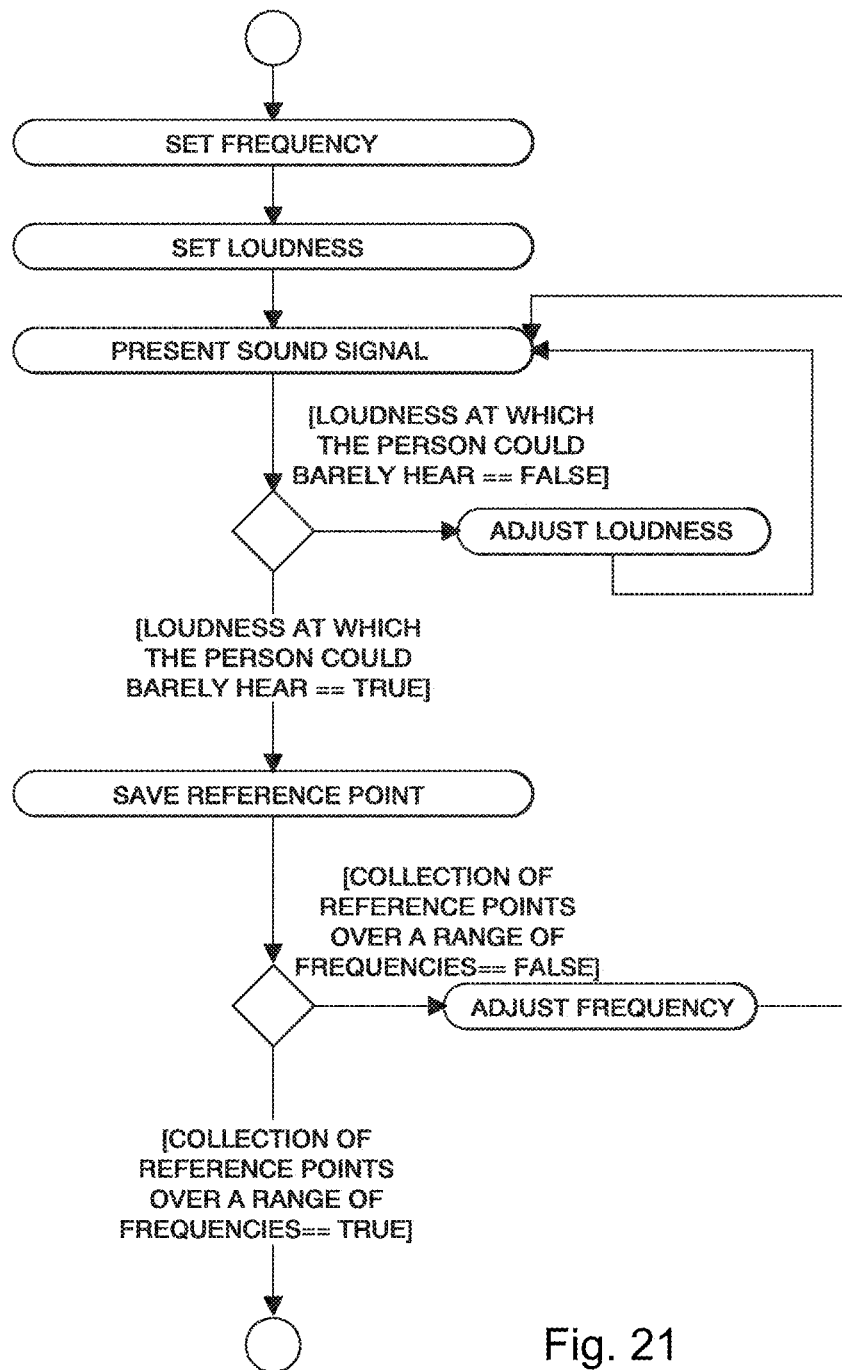 SET FREQUENCY
SET LOUDNESS
PRESENT SOUND SIGNAL
[LOUDNESS AT WHICH
THE PERSON COULD
BARELY HEAR == FALSE]
ADJUST LOUDNESS
[LOUDNESS AT WHICH
THE PERSON COULD
BARELY HEAR == TRUE]
SAVE REFERENCE POINT
[COLLECTION OF
REFERENCE POINTS
OVER A RANGE OF
FREQUENCIES== FALSE]
ADJUST FREQUENCY
[COLLECTION OF
REFERENCE POINTS
OVER A RANGE OF
FREQUENCIES== TRUE]
Fig. 21